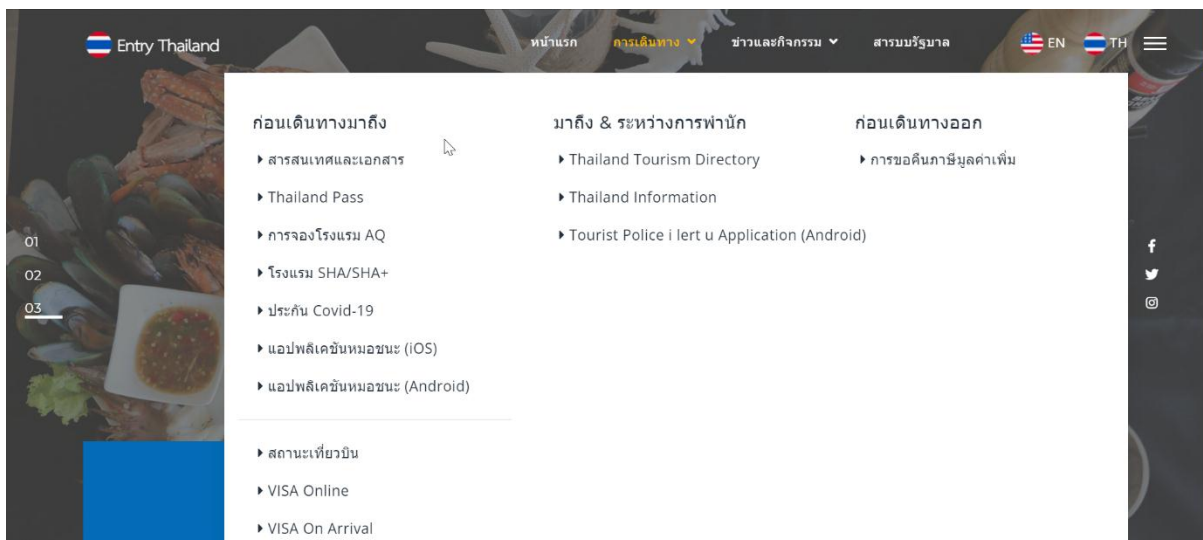 Entry Thailand
หน้าแรก การเดินทาง ข่าวและกิจกรรม สารบบรัฐบาล EN TH
ก่อนเดินทางมาถึง
สารสนเทศและเอกสาร
Thailand Pass
การจองโรงแรม AQ
โรงแรม SHA/SHA+
ประกัน Covid-19
แอปพลิเคชันหมอชนะ (iOS)
แอปพลิเคชันหมอชนะ (Android)
สถานะเที่ยวบิน
VISA Online
VISA On Arrival
มาถึง & ระหว่างการพำนัก
Thailand Tourism Directory
Thailand Information
Tourist Police i lert u Application (Android)
ก่อนเดินทางออก
การขอคืนภาษีมูลค่าเพิ่ม
01
02
03